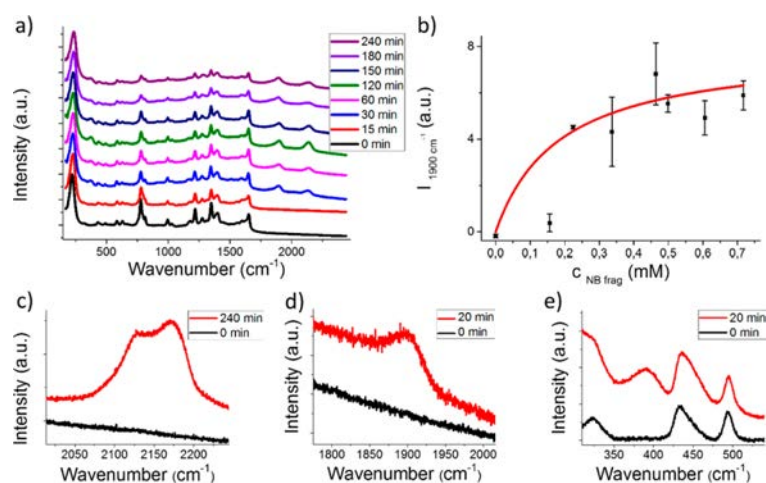 a)
Intensity (a.u.)
240 min
180 min
150 min
120 min
60 min
30 min
15 min
0 min
500 1000 1500 2000
Wavenumber (cm⁻¹)
b)
I 1900 cm⁻¹ (a.u.)
8
4
0
0,0 0,1 0,2 0,3 0,4 0,5 0,6 0,7
c NB frag (mM)
c)
Intensity (a.u.)
240 min
0 min
2050 2100 2150 2200
Wavenumber (cm⁻¹)
d)
Intensity (a.u.)
20 min
0 min
1800 1850 1900 1950 2000
Wavenumber (cm⁻¹)
e)
Intensity (a.u.)
20 min
0 min
350 400 450 500
Wavenumber (cm⁻¹)